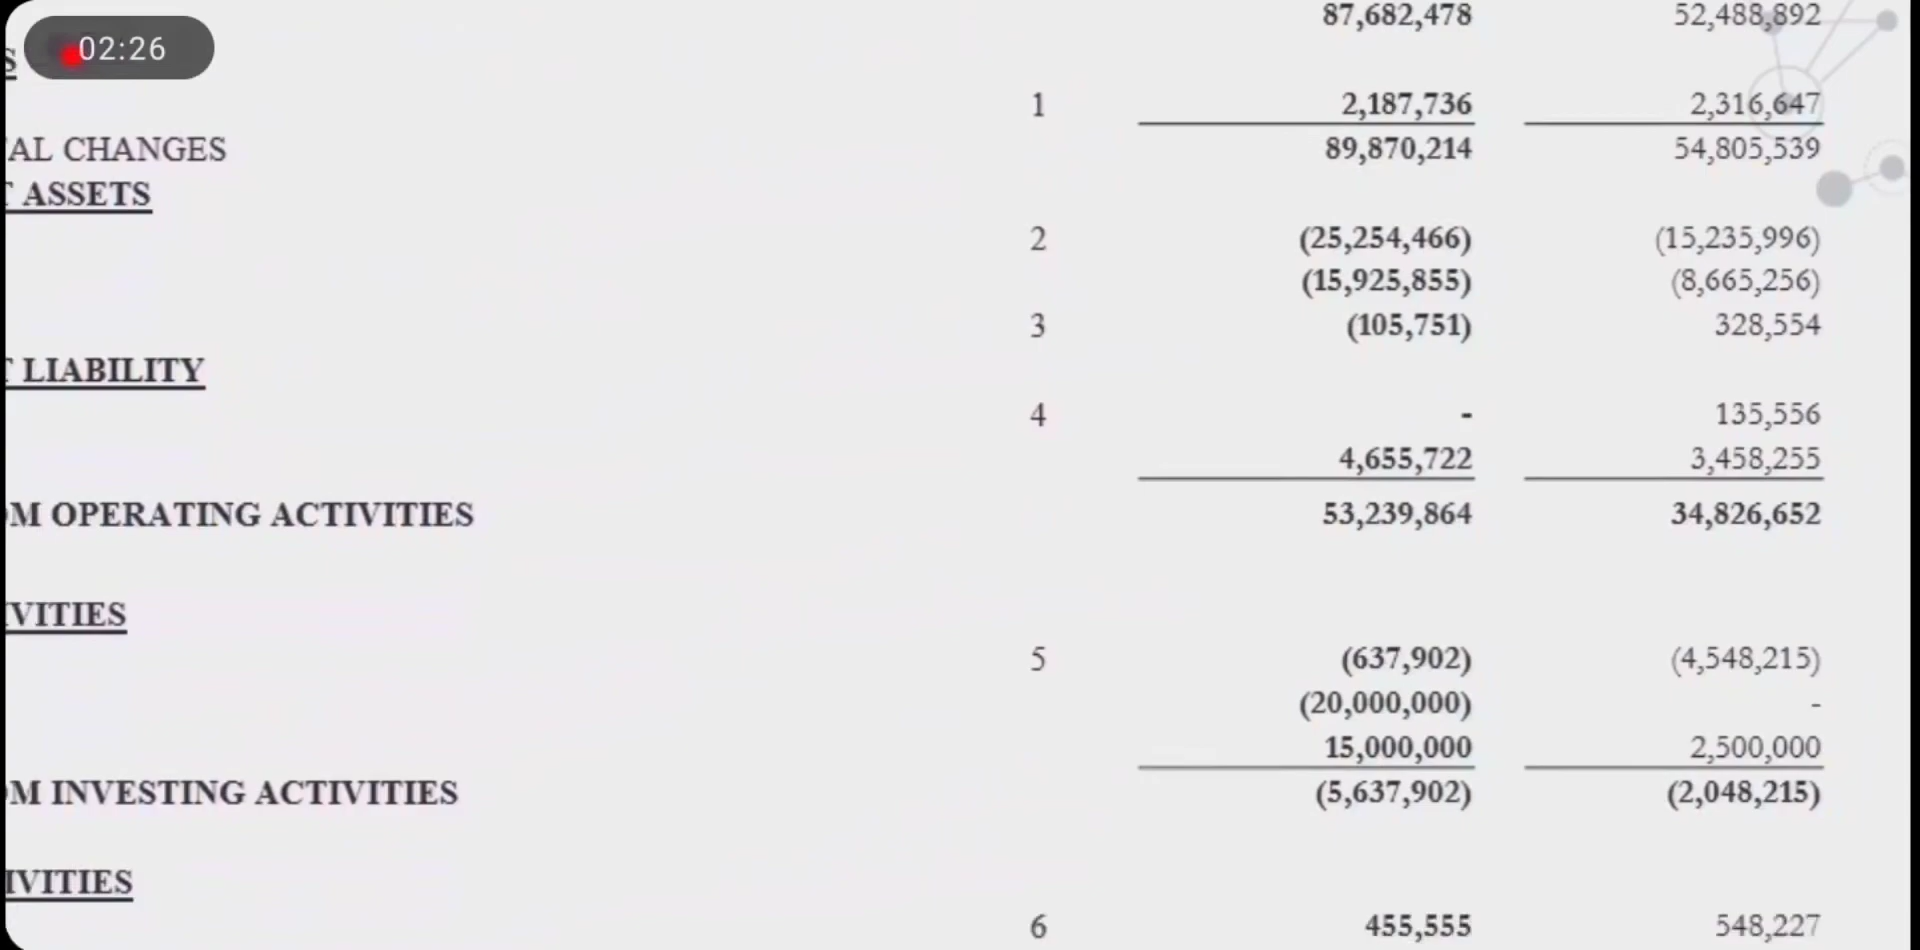 87,682,478 52,488,892
02:26
S
1 2,187,736 2,316,647
AL CHANGES 89,870,214 54,805,539
T ASSETS
2 (25,254,466) (15,235,996)
(15,925,855) (8,665,256)
3 (105,751) 328,554
T LIABILITY
4 - 135,556
4,655,722 3,458,255
OM OPERATING ACTIVITIES 53,239,864 34,826,652
IVITIES
5 (637,902) (4,548,215)
(20,000,000) -
15,000,000 2,500,000
OM INVESTING ACTIVITIES (5,637,902) (2,048,215)
IVITIES
6 455,555 548,227